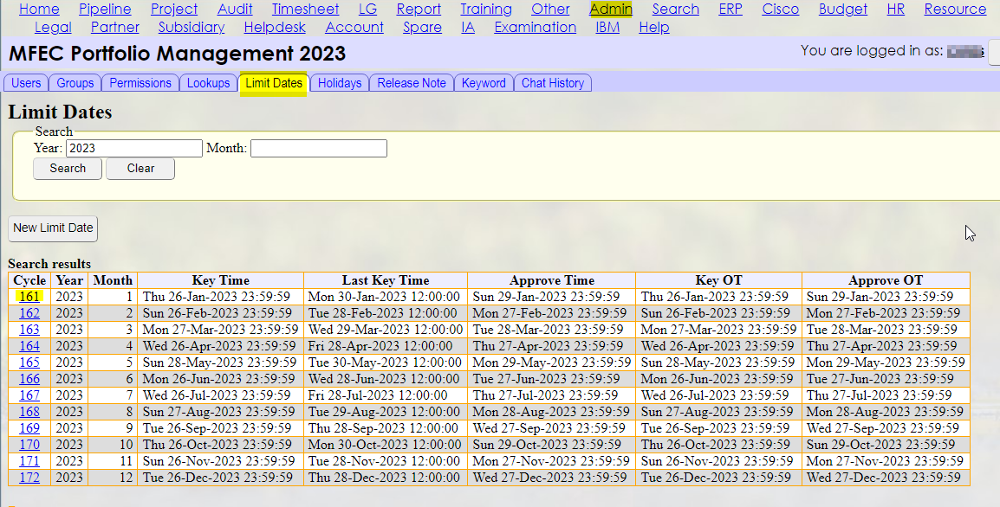 Home Pipeline Project Audit Timesheet LG Report Training Other Admin Search ERP Cisco Budget HR Resource
Legal Partner Subsidiary Helpdesk Account Spare IA Examination IBM Help
MFEC Portfolio Management 2023
You are logged in as:
Users Groups Permissions Lookups Limit Dates Holidays Release Note Keyword Chat History
Limit Dates
Search
Year: 2023 Month:
Search Clear
New Limit Date
Search results
Cycle Year Month Key Time Last Key Time Approve Time Key OT Approve OT
161 2023 1 Thu 26-Jan-2023 23:59:59 Mon 30-Jan-2023 12:00:00 Sun 29-Jan-2023 23:59:59 Thu 26-Jan-2023 23:59:59 Sun 29-Jan-2023 23:59:59
162 2023 2 Sun 26-Feb-2023 23:59:59 Tue 28-Feb-2023 12:00:00 Mon 27-Feb-2023 23:59:59 Sun 26-Feb-2023 23:59:59 Mon 27-Feb-2023 23:59:59
163 2023 3 Mon 27-Mar-2023 23:59:59 Wed 29-Mar-2023 12:00:00 Tue 28-Mar-2023 23:59:59 Mon 27-Mar-2023 23:59:59 Tue 28-Mar-2023 23:59:59
164 2023 4 Wed 26-Apr-2023 23:59:59 Fri 28-Apr-2023 12:00:00 Thu 27-Apr-2023 23:59:59 Wed 26-Apr-2023 23:59:59 Thu 27-Apr-2023 23:59:59
165 2023 5 Sun 28-May-2023 23:59:59 Tue 30-May-2023 12:00:00 Mon 29-May-2023 23:59:59 Sun 28-May-2023 23:59:59 Mon 29-May-2023 23:59:59
166 2023 6 Mon 26-Jun-2023 23:59:59 Wed 28-Jun-2023 12:00:00 Tue 27-Jun-2023 23:59:59 Mon 26-Jun-2023 23:59:59 Tue 27-Jun-2023 23:59:59
167 2023 7 Wed 26-Jul-2023 23:59:59 Fri 28-Jul-2023 12:00:00 Thu 27-Jul-2023 23:59:59 Wed 26-Jul-2023 23:59:59 Thu 27-Jul-2023 23:59:59
168 2023 8 Sun 27-Aug-2023 23:59:59 Tue 29-Aug-2023 12:00:00 Mon 28-Aug-2023 23:59:59 Sun 27-Aug-2023 23:59:59 Mon 28-Aug-2023 23:59:59
169 2023 9 Tue 26-Sep-2023 23:59:59 Thu 28-Sep-2023 12:00:00 Wed 27-Sep-2023 23:59:59 Tue 26-Sep-2023 23:59:59 Wed 27-Sep-2023 23:59:59
170 2023 10 Thu 26-Oct-2023 23:59:59 Mon 30-Oct-2023 12:00:00 Sun 29-Oct-2023 23:59:59 Thu 26-Oct-2023 23:59:59 Sun 29-Oct-2023 23:59:59
171 2023 11 Sun 26-Nov-2023 23:59:59 Tue 28-Nov-2023 12:00:00 Mon 27-Nov-2023 23:59:59 Sun 26-Nov-2023 23:59:59 Mon 27-Nov-2023 23:59:59
172 2023 12 Tue 26-Dec-2023 23:59:59 Thu 28-Dec-2023 12:00:00 Wed 27-Dec-2023 23:59:59 Tue 26-Dec-2023 23:59:59 Wed 27-Dec-2023 23:59:59